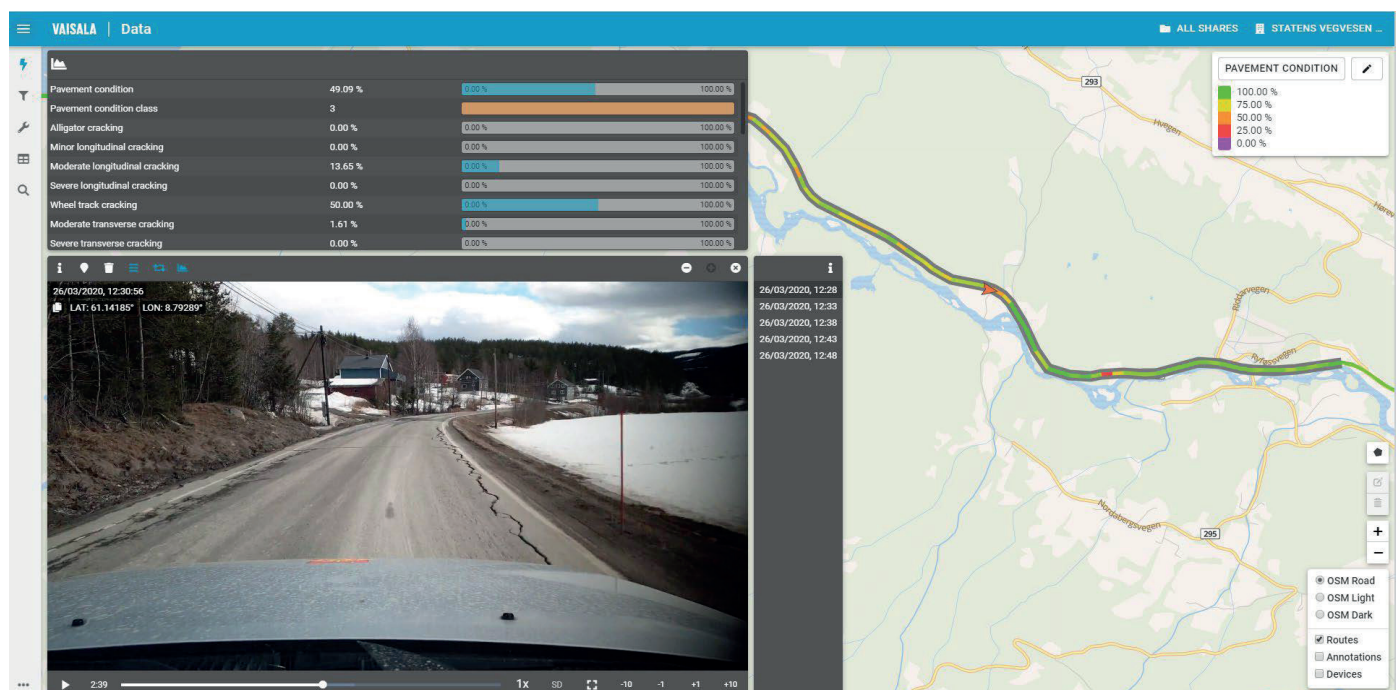 VAISALA | Data
ALL SHARES STATENS VEGVESEN ...
Pavement condition 49.09 % 0.00 % 100.00 %
Pavement condition class 3
Alligator cracking 0.00 % 0.00 % 100.00 %
Minor longitudinal cracking 0.00 % 0.00 % 100.00 %
Moderate longitudinal cracking 13.65 % 0.00 % 100.00 %
Severe longitudinal cracking 0.00 % 0.00 % 100.00 %
Wheel track cracking 50.00 % 0.00 % 100.00 %
Moderate transverse cracking 1.61 % 0.00 % 100.00 %
Severe transverse cracking 0.00 % 0.00 % 100.00 %
26/03/2020, 12:30:56
LAT: 61.14185° LON: 8.79289°
2:39 1x SD -10 -1 +1 +10
i
26/03/2020, 12:28
26/03/2020, 12:33
26/03/2020, 12:38
26/03/2020, 12:43
26/03/2020, 12:48
PAVEMENT CONDITION
100.00 %
75.00 %
50.00 %
25.00 %
0.00 %
293
Hvegen
Ryfossvegen
Nordabergsvegen
295
+
−
OSM Road
OSM Light
OSM Dark
Routes
Annotations
Devices